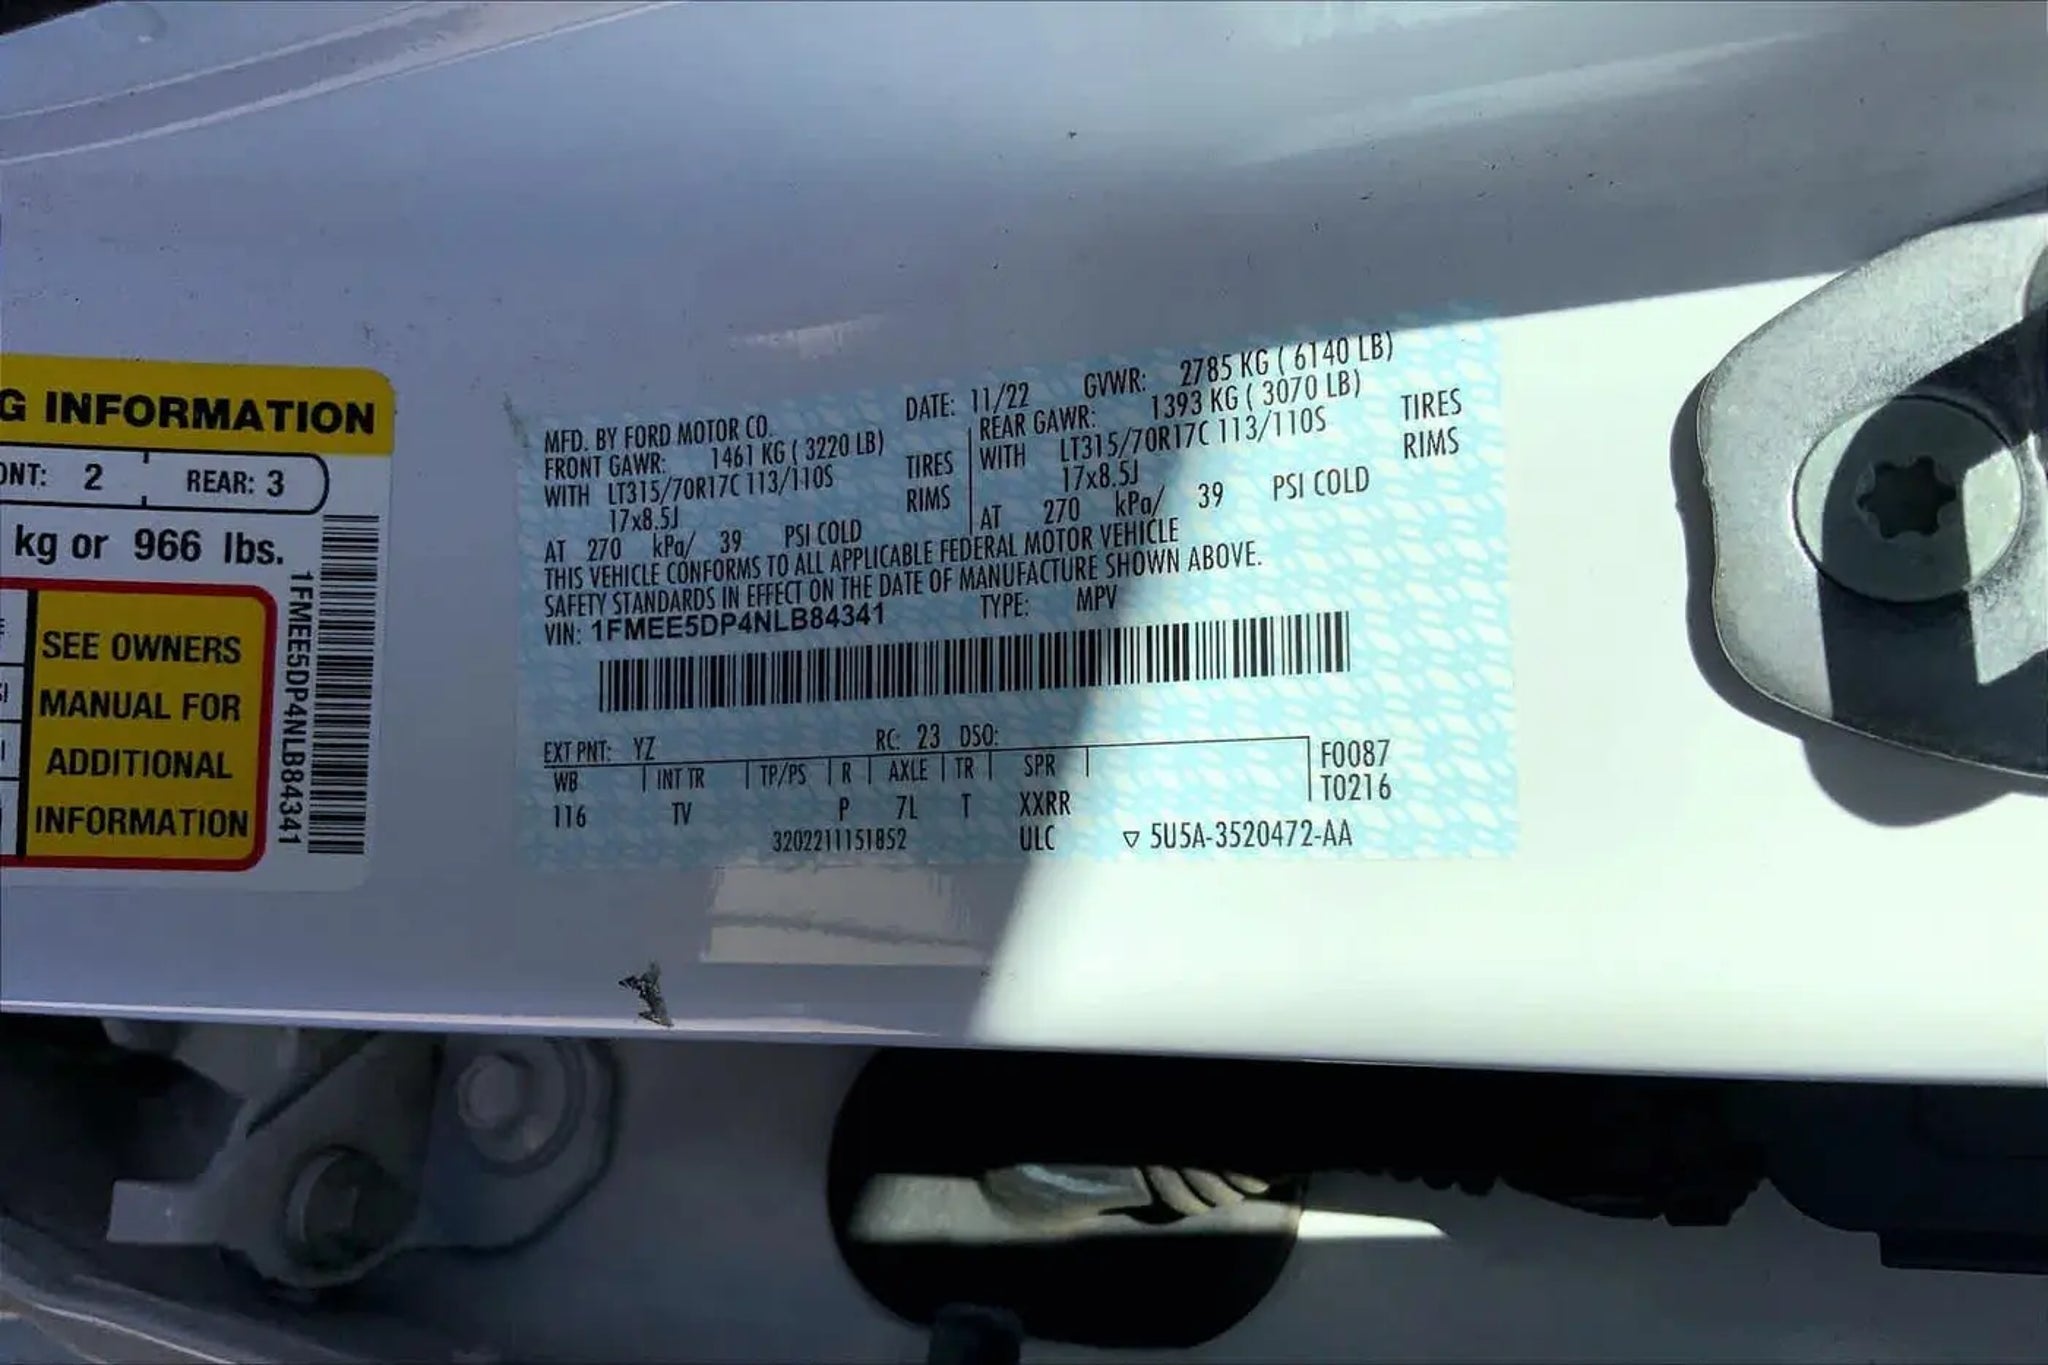 G INFORMATION
ONT: 2 REAR: 3
kg or 966 lbs.
SEE OWNERS
MANUAL FOR
ADDITIONAL
INFORMATION
1FMEE5DP4NLB84341
MFD. BY FORD MOTOR CO. DATE: 11/22 GVWR: 2785 KG ( 6140 LB)
FRONT GAWR: 1461 KG ( 3220 LB) REAR GAWR: 1393 KG ( 3070 LB)
WITH LT315/70R17C 113/110S TIRES WITH LT315/70R17C 113/110S TIRES
17x8.5J RIMS 17x8.5J RIMS
AT 270 kPa/ 39 PSI COLD AT 270 kPa/ 39 PSI COLD
THIS VEHICLE CONFORMS TO ALL APPLICABLE FEDERAL MOTOR VEHICLE
SAFETY STANDARDS IN EFFECT ON THE DATE OF MANUFACTURE SHOWN ABOVE.
VIN: 1FMEE5DP4NLB84341 TYPE: MPV
EXT PNT: YZ RC: 23 DSO:
WB INT TR TP/PS R AXLE TR SPR F0087
116 TV P 7L T XXRR T0216
3202211151852 ULC ▽ 5U5A-3520472-AA